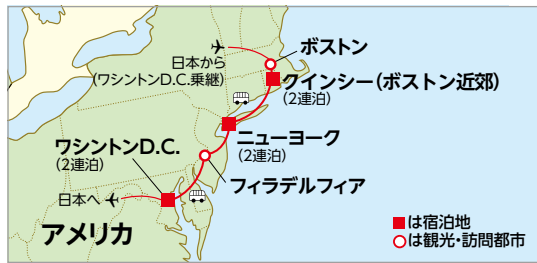 ボストン
日本から
(ワシントンD.C.乗継)
クインシー(ボストン近郊)
(2連泊)
ニューヨーク
(2連泊)
ワシントンD.C.
(2連泊)
フィラデルフィア
日本へ
アメリカ
は宿泊地
は観光・訪問都市